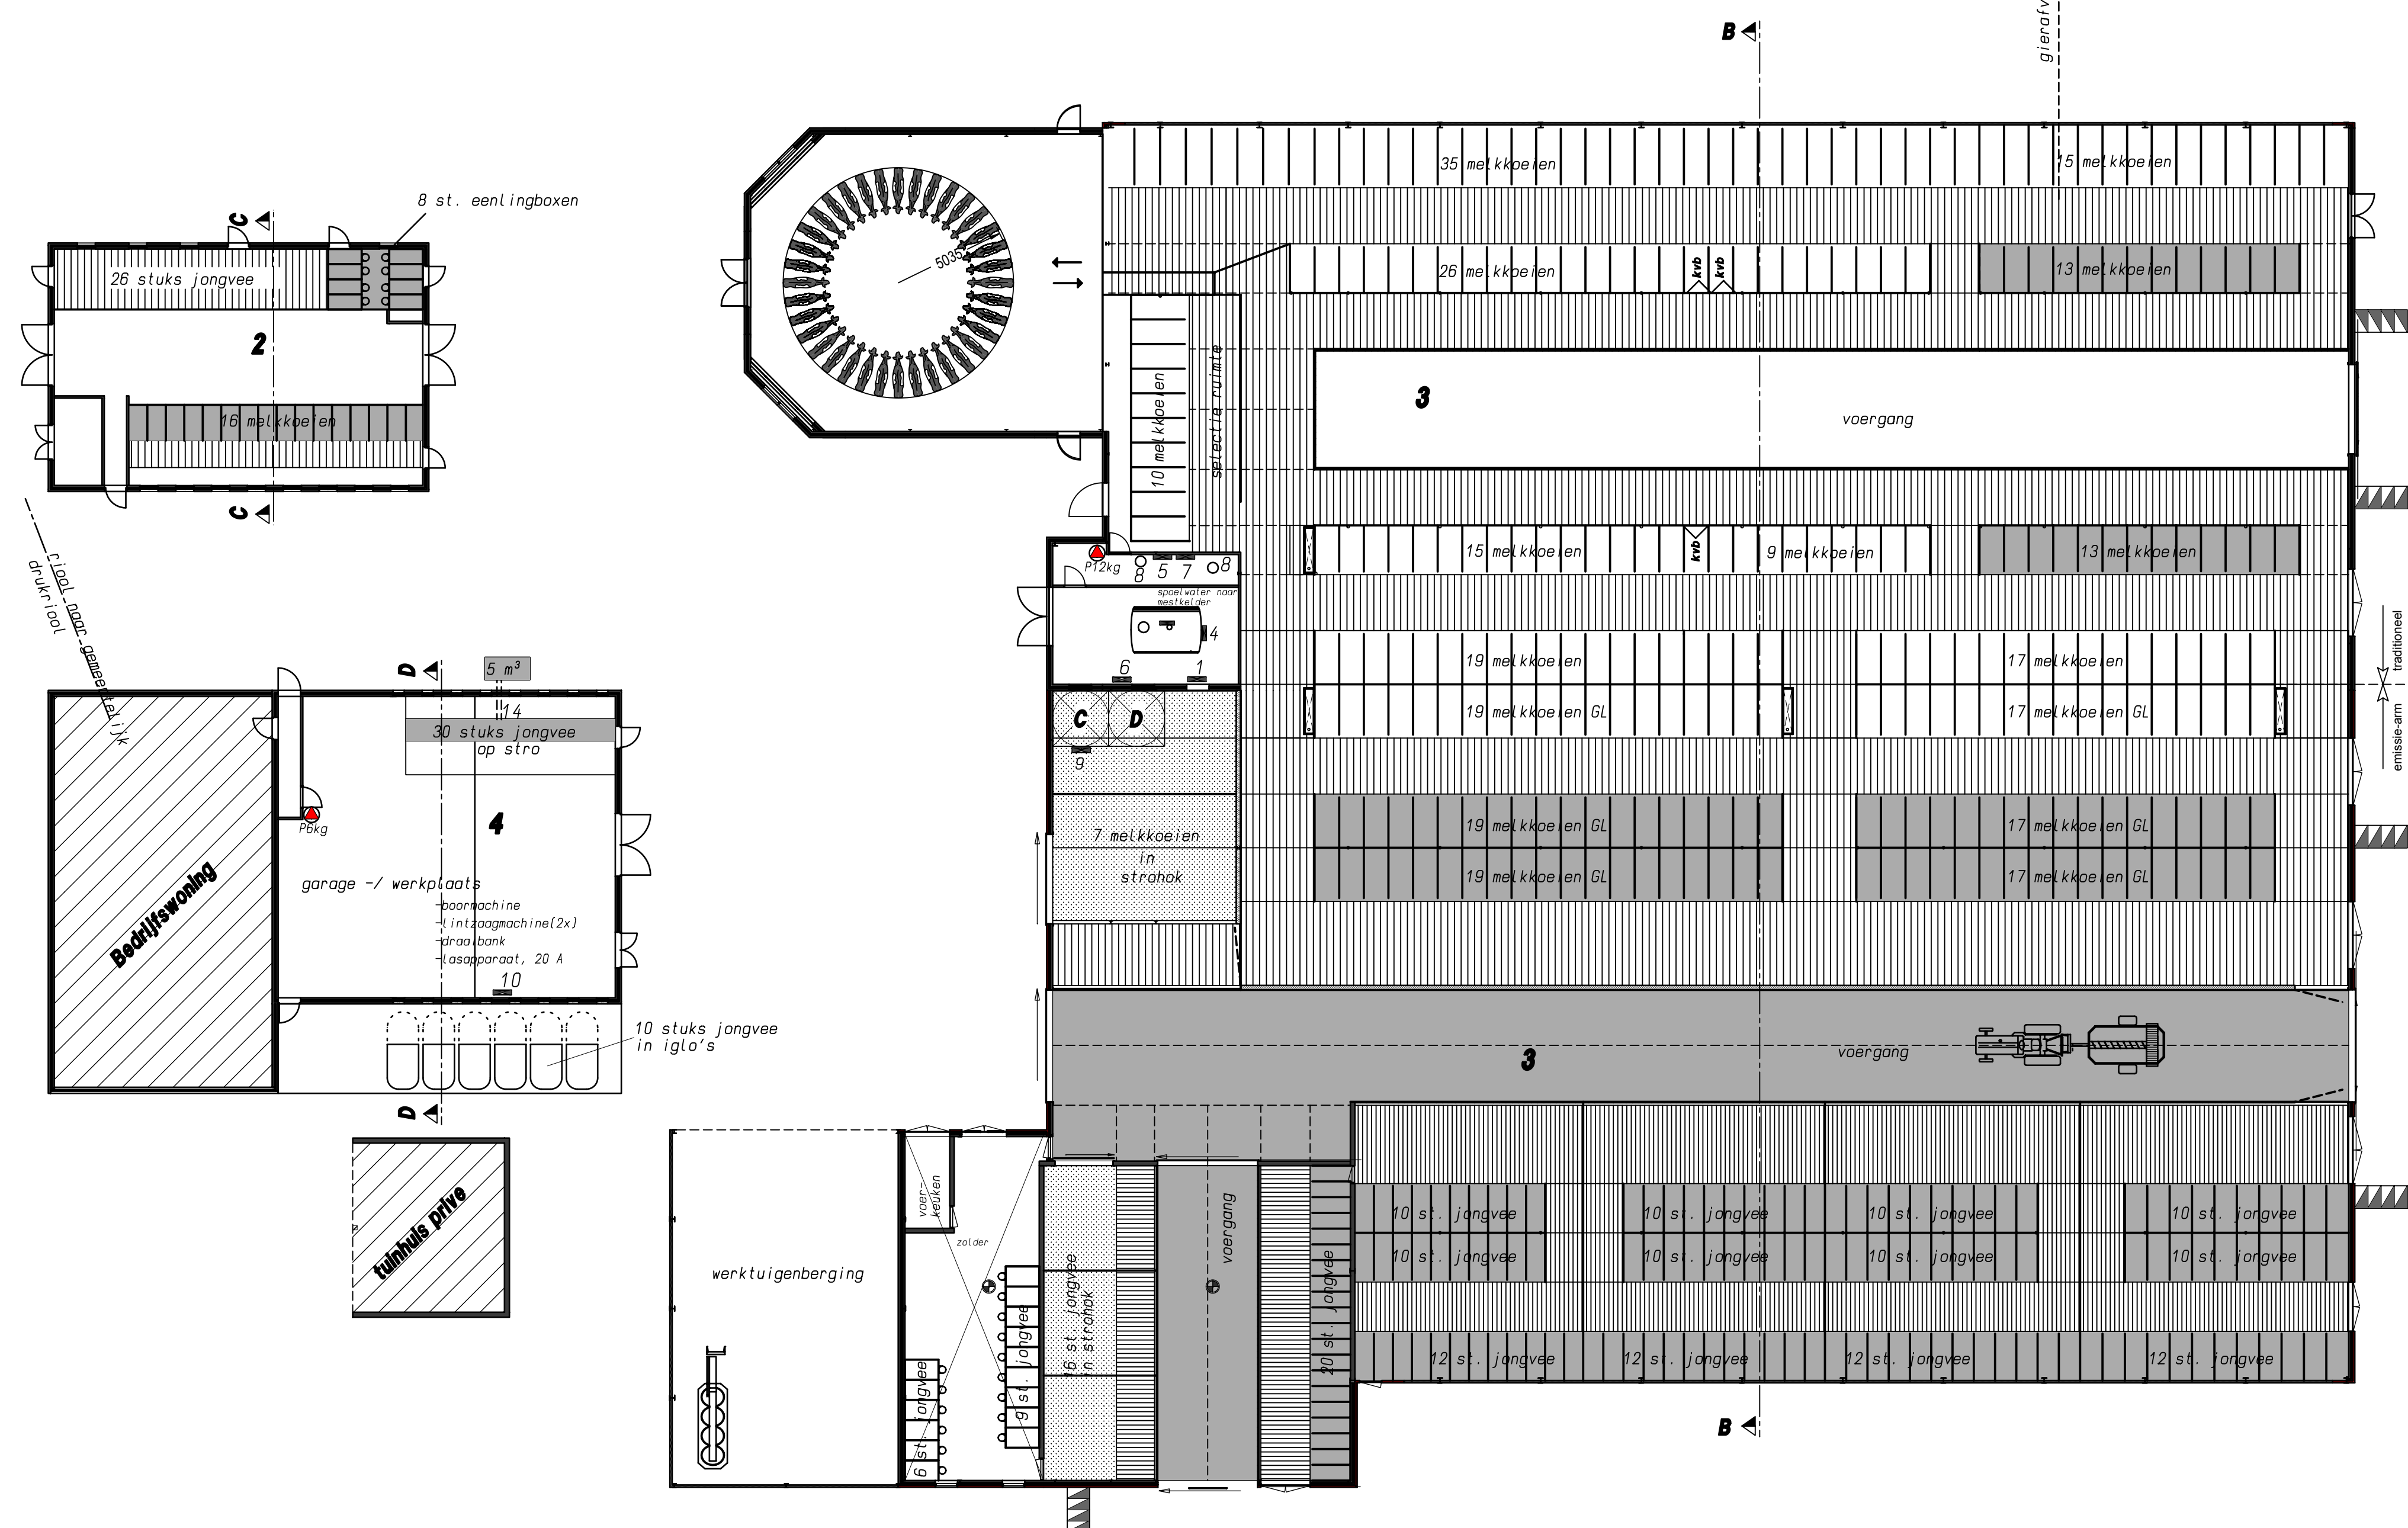 B
gierafv
35 melkkoeien
15 melkkoeien
8 st. eenlingboxen
C
26 stuks jongvee
5035
26 melkkoeien
kvb
kvb
13 melkkoeien
2
10 melkkoeien
selectie ruimte
3
voergang
16 melkkoeien
C
riool naar gemeentelijk
drukriool
P12kg
8
5
7
8
15 melkkoeien
kvb
9 melkkoeien
13 melkkoeien
spoelwater naar
mestkelder
4
6
1
19 melkkoeien
17 melkkoeien
traditioneel
emissie-arm
D
5 m³
14
30 stuks jongvee
op stro
C
D
9
19 melkkoeien GL
17 melkkoeien GL
P6kg
4
7 melkkoeien
in
strohok
19 melkkoeien GL
17 melkkoeien GL
19 melkkoeien GL
17 melkkoeien GL
Bedrijfswoning
garage -/ werkplaats
-boormachine
-lintzaagmachine(2x)
-draaibank
-lasapparaat, 20 A
10
10 stuks jongvee
in iglo's
3
voergang
D
tuinhuis prive
werktuigenberging
voer-
keuken
zolder
6 st. jongvee
9 st. jongvee
16 st. jongvee
in strohok
voergang
20 st. jongvee
10 st. jongvee
10 st. jongvee
10 st. jongvee
10 st. jongvee
10 st. jongvee
10 st. jongvee
10 st. jongvee
10 st. jongvee
12 st. jongvee
12 st. jongvee
12 st. jongvee
12 st. jongvee
B